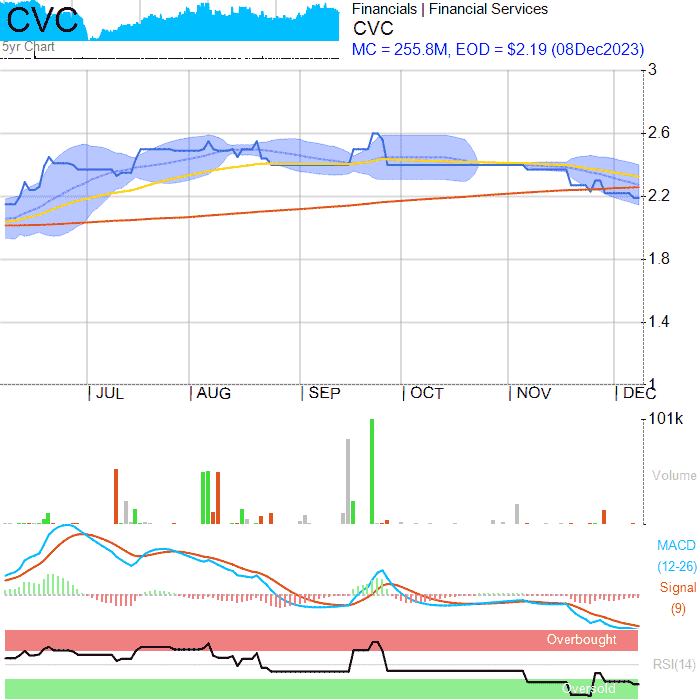 CVC
5yr Chart
Financials | Financial Services
CVC
MC = 255.8M, EOD = $2.19 (08Dec2023)
3
2.6
2.2
1.8
1.4
1
JUL
AUG
SEP
OCT
NOV
DEC
101k
Volume
MACD
(12-26)
Signal
(9)
Overbought
RSI(14)
Oversold